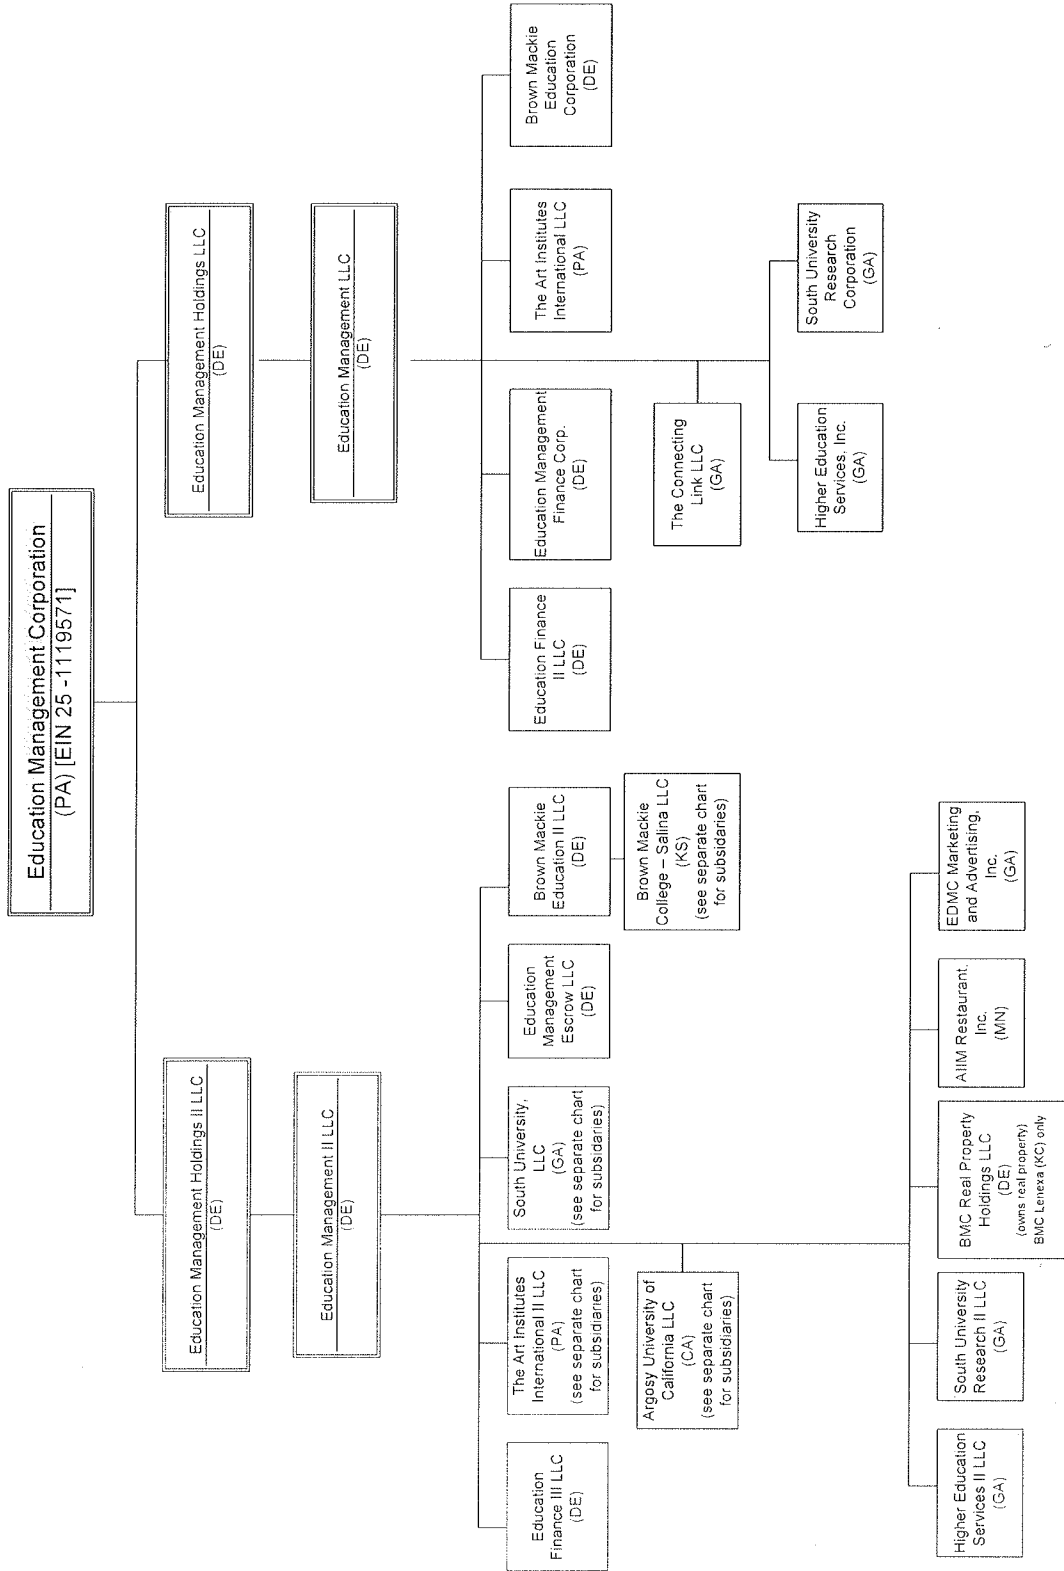 Education Management Corporation
(PA) [EIN 25 -1119571]
Education Management Holdings II LLC
(DE)
Education Management Holdings LLC
(DE)
Education Management II LLC
(DE)
Education Management LLC
(DE)
Education
Finance III LLC
(DE)
The Art Institutes
International II LLC
(PA)
(see separate chart
for subsidiaries)
South University,
LLC
(GA)
(see separate chart
for subsidaries)
Education
Management
Escrow LLC
(DE)
Brown Mackie
Education II LLC
(DE)
Education Finance
II LLC
(DE)
Education Management
Finance Corp.
(DE)
The Art Institutes
International LLC
(PA)
Brown Mackie
Education
Corporation
(DE)
Argosy University of
California LLC
(CA)
(see separate chart
for subsidiaries)
Brown Mackie
College – Salina LLC
(KS)
(see separate chart
for subsidaries)
The Connecting
Link LLC
(GA)
Higher Education
Services, Inc.
(GA)
South University
Research
Corporation
(GA)
Higher Education
Services II LLC
(GA)
South University
Research II LLC
(GA)
BMC Real Property
Holdings LLC
(DE)
(owns real property)
BMC Lenexa (KC) only
AIIM Restaurant,
Inc.
(MN)
EDMC Marketing
and Advertising,
Inc.
(GA)